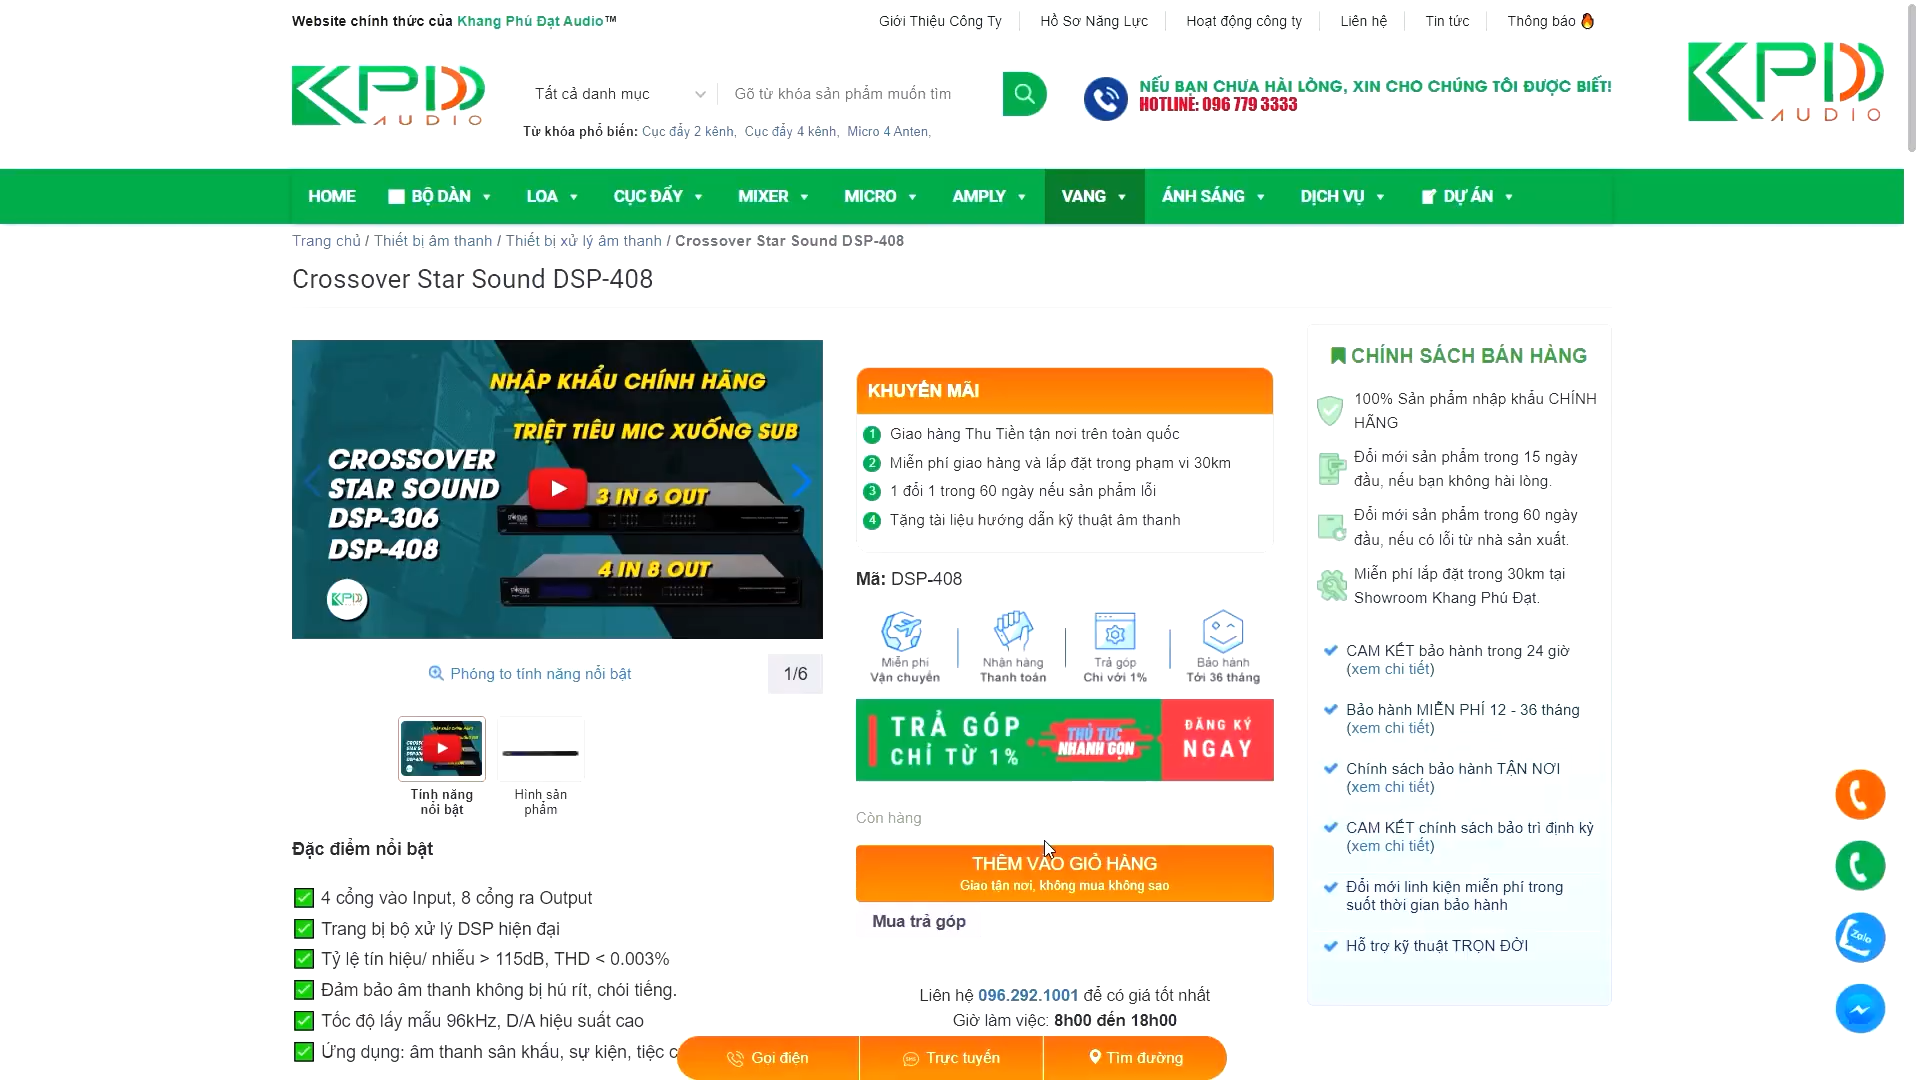 Website chính thức của Khang Phú Đạt Audio™
Giới Thiệu Công Ty
Hồ Sơ Năng Lực
Hoạt động công ty
Liên hệ
Tin tức
Thông báo
KPD AUDIO
Tất cả danh mục
Gõ từ khóa sản phẩm muốn tìm
Từ khóa phổ biến: Cục đẩy 2 kênh, Cục đẩy 4 kênh, Micro 4 Anten,
NẾU BẠN CHƯA HÀI LÒNG, XIN CHO CHÚNG TÔI ĐƯỢC BIẾT!
HOTLINE: 096 779 3333
KPD AUDIO
HOME
BỘ DÀN
LOA
CỤC ĐẨY
MIXER
MICRO
AMPLY
VANG
ÁNH SÁNG
DỊCH VỤ
DỰ ÁN
Trang chủ / Thiết bị âm thanh / Thiết bị xử lý âm thanh / Crossover Star Sound DSP-408
Crossover Star Sound DSP-408
NHẬP KHẨU CHÍNH HÃNG
TRIỆT TIÊU MIC XUỐNG SUB
CROSSOVER
STAR SOUND
DSP-306
DSP-408
3 IN 6 OUT
4 IN 8 OUT
KPD
Phóng to tính năng nổi bật
1/6
Tính năng
nổi bật
Hình sản
phẩm
Đặc điểm nổi bật
4 cổng vào Input, 8 cổng ra Output
Trang bị bộ xử lý DSP hiện đại
Tỷ lệ tín hiệu/ nhiễu > 115dB, THD < 0.003%
Đảm bảo âm thanh không bị hú rít, chói tiếng.
Tốc độ lấy mẫu 96kHz, D/A hiệu suất cao
Ứng dụng: âm thanh sân khấu, sự kiện, tiệc c
KHUYẾN MÃI
1 Giao hàng Thu Tiền tận nơi trên toàn quốc
2 Miễn phí giao hàng và lắp đặt trong phạm vi 30km
3 1 đổi 1 trong 60 ngày nếu sản phẩm lỗi
4 Tặng tài liệu hướng dẫn kỹ thuật âm thanh
Mã: DSP-408
Miễn phí
Vận chuyển
Nhận hàng
Thanh toán
Trả góp
Chỉ với 1%
Bảo hành
Tới 36 tháng
TRẢ GÓP
CHỈ TỪ 1%
THỦ TỤC
NHANH GỌN
ĐĂNG KÝ
NGAY
Còn hàng
THÊM VÀO GIỎ HÀNG
Giao tận nơi, không mua không sao
Mua trả góp
Liên hệ 096.292.1001 để có giá tốt nhất
Giờ làm việc: 8h00 đến 18h00
Gọi điện
Trực tuyến
Tìm đường
CHÍNH SÁCH BÁN HÀNG
100% Sản phẩm nhập khẩu CHÍNH
HÃNG
Đổi mới sản phẩm trong 15 ngày
đầu, nếu bạn không hài lòng.
Đổi mới sản phẩm trong 60 ngày
đầu, nếu có lỗi từ nhà sản xuất.
Miễn phí lắp đặt trong 30km tại
Showroom Khang Phú Đạt.
CAM KẾT bảo hành trong 24 giờ
(xem chi tiết)
Bảo hành MIỄN PHÍ 12 - 36 tháng
(xem chi tiết)
Chính sách bảo hành TẬN NƠI
(xem chi tiết)
CAM KẾT chính sách bảo trì định kỳ
(xem chi tiết)
Đổi mới linh kiện miễn phí trong
suốt thời gian bảo hành
Hỗ trợ kỹ thuật TRỌN ĐỜI
Zalo